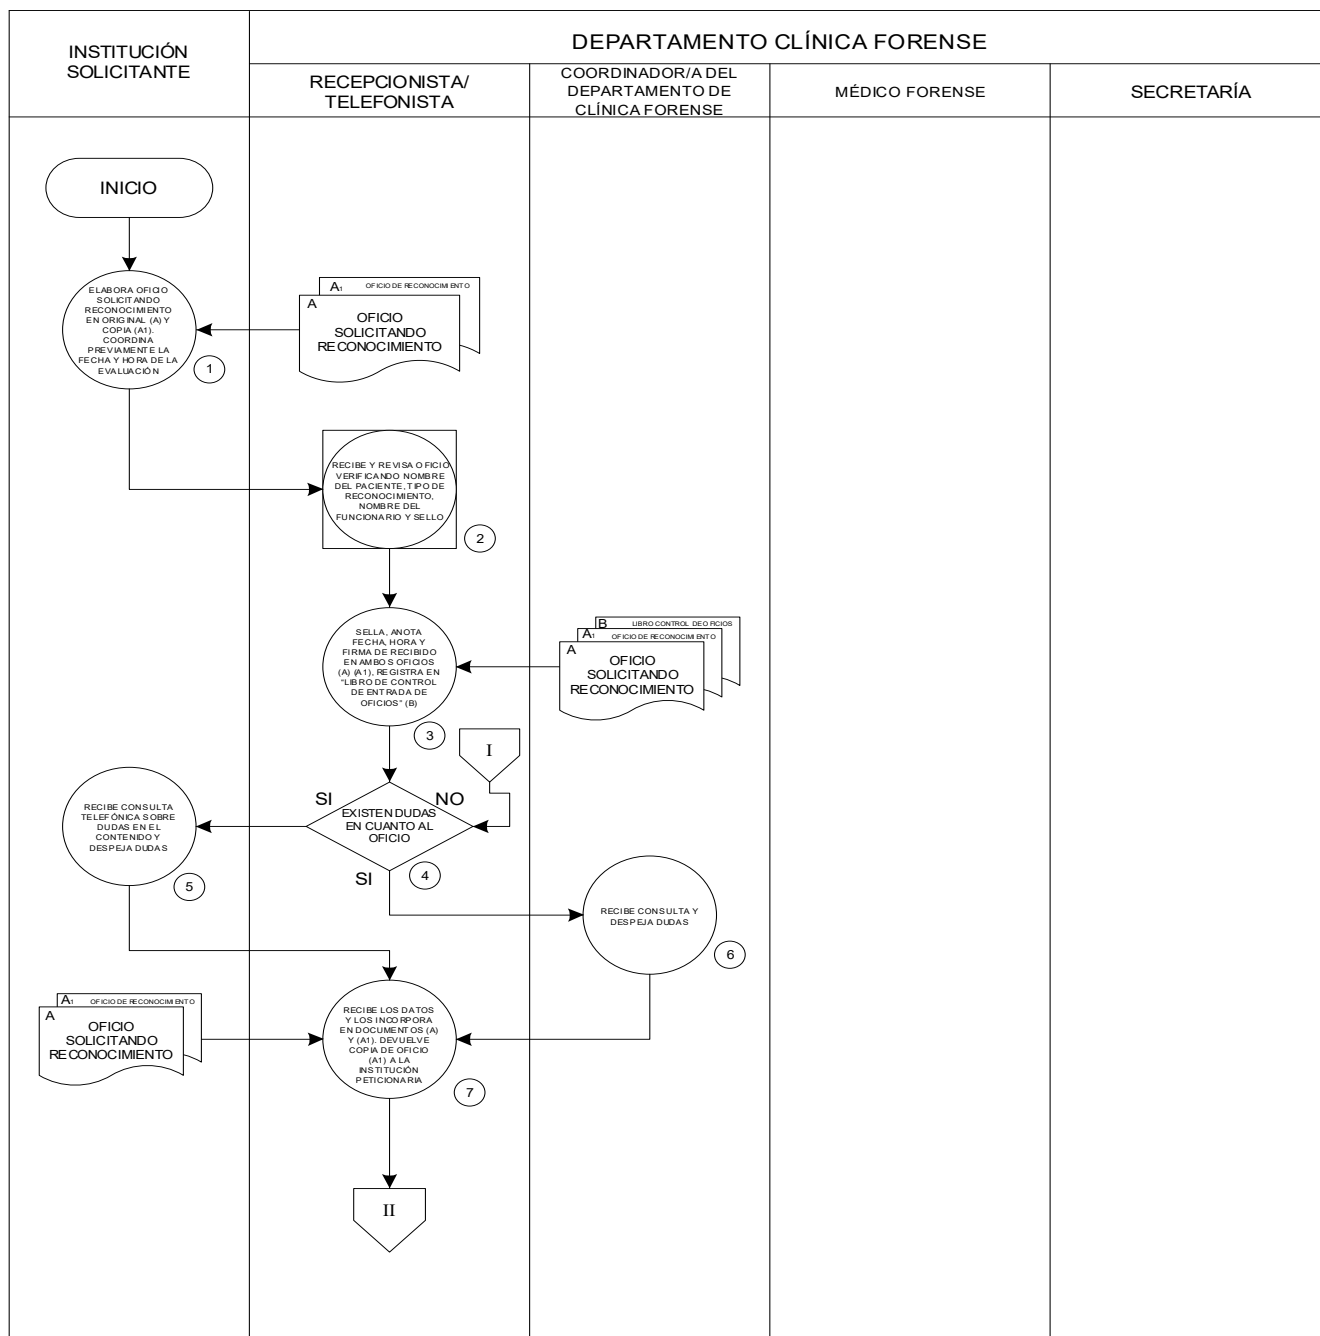 INSTITUCIÓN
SOLICITANTE
DEPARTAMENTO CLÍNICA FORENSE
RECEPCIONISTA/
TELEFONISTA
COORDINADOR/A DEL
DEPARTAMENTO DE
CLÍNICA FORENSE
MÉDICO FORENSE
SECRETARÍA
INICIO
ELABORA OFICIO
SOLICITANDO
RECONOCIMIENTO
EN ORIGINAL (A) Y
COPIA (A1).
COORDINA
PREVIAMENTE LA
FECHA Y HORA DE LA
EVALUACIÓN
1
A1 OFICIO DE RECONOCIMIENTO
A
OFICIO
SOLICITANDO
RECONOCIMIENTO
RECIBE Y REVISA OFICIO
VERIFICANDO NOMBRE
DEL PACIENTE, TIPO DE
RECONOCIMIENTO,
NOMBRE DEL
FUNCIONARIO Y SELLO
2
SELLA, ANOTA
FECHA, HORA Y
FIRMA DE RECIBIDO
EN AMBOS OFICIOS
(A) (A1), REGISTRA EN
"LIBRO DE CONTROL
DE ENTRADA DE
OFICIOS" (B)
3
B LIBRO CONTROL DE OFICIOS
A1 OFICIO DE RECONOCIMIENTO
A
OFICIO
SOLICITANDO
RECONOCIMIENTO
I
SI
NO
EXISTEN DUDAS
EN CUANTO AL
OFICIO
4
SI
RECIBE CONSULTA
TELEFÓNICA SOBRE
DUDAS EN EL
CONTENIDO Y
DESPEJA DUDAS
5
RECIBE CONSULTA Y
DESPEJA DUDAS
6
A1 OFICIO DE RECONOCIMIENTO
A
OFICIO
SOLICITANDO
RECONOCIMIENTO
RECIBE LOS DATOS
Y LOS INCORPORA
EN DOCUMENTOS (A)
Y (A1). DEVUELVE
COPIA DE OFICIO
(A1) A LA
INSTITUCIÓN
PETICIONARIA
7
II